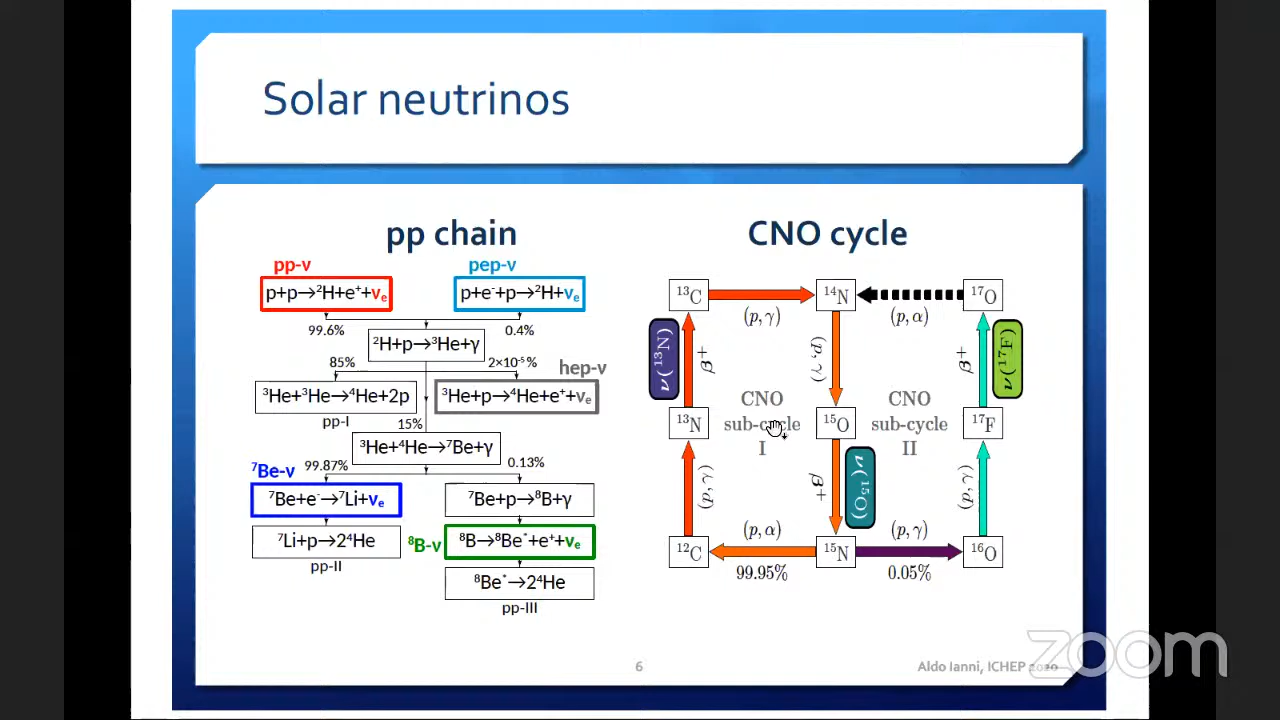 Solar neutrinos
pp chain
pp-ν
pep-ν
p+p→²H+e⁺+νₑ
p+e⁻+p→²H+νₑ
99.6%
0.4%
²H+p→³He+γ
85%
2×10⁻⁵ %
hep-ν
³He+³He→⁴He+2p
³He+p→⁴He+e⁺+νₑ
pp-I
15%
³He+⁴He→⁷Be+γ
⁷Be-ν
99.87%
0.13%
⁷Be+e⁻→⁷Li+νₑ
⁷Be+p→⁸B+γ
⁷Li+p→2⁴He
⁸B-ν
⁸B→⁸Be*+e⁺+νₑ
pp-II
⁸Be*→2⁴He
pp-III
CNO cycle
¹³C
¹⁴N
¹⁷O
(p, γ)
(p, α)
ν(¹³N)
β⁺
(p, γ)
β⁺
ν(¹⁷F)
CNO
sub-cycle
I
CNO
sub-cycle
II
¹³N
¹⁵O
¹⁷F
(p, γ)
β⁺
ν(¹⁵O)
(p, γ)
(p, α)
(p, γ)
¹²C
¹⁵N
¹⁶O
99.95%
0.05%
6
Aldo Ianni, ICHEP 2020
zoom